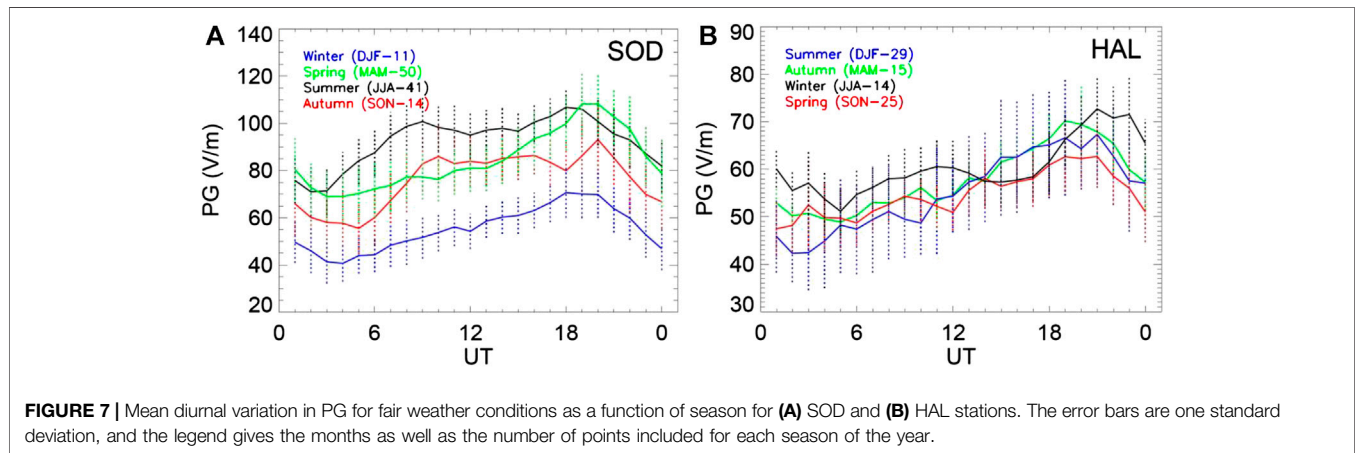 A
SOD
140
120
100
80
60
40
20
PG (V/m)
Winter (DJF-11)
Spring (MAM-50)
Summer (JJA-41)
Autumn (SON-14)
0 6 12 18 0
UT
B
HAL
90
80
70
60
50
40
30
PG (V/m)
Summer (DJF-29)
Autumn (MAM-15)
Winter (JJA-14)
Spring (SON-25)
0 6 12 18 0
UT
FIGURE 7 | Mean diurnal variation in PG for fair weather conditions as a function of season for (A) SOD and (B) HAL stations. The error bars are one standard
deviation, and the legend gives the months as well as the number of points included for each season of the year.